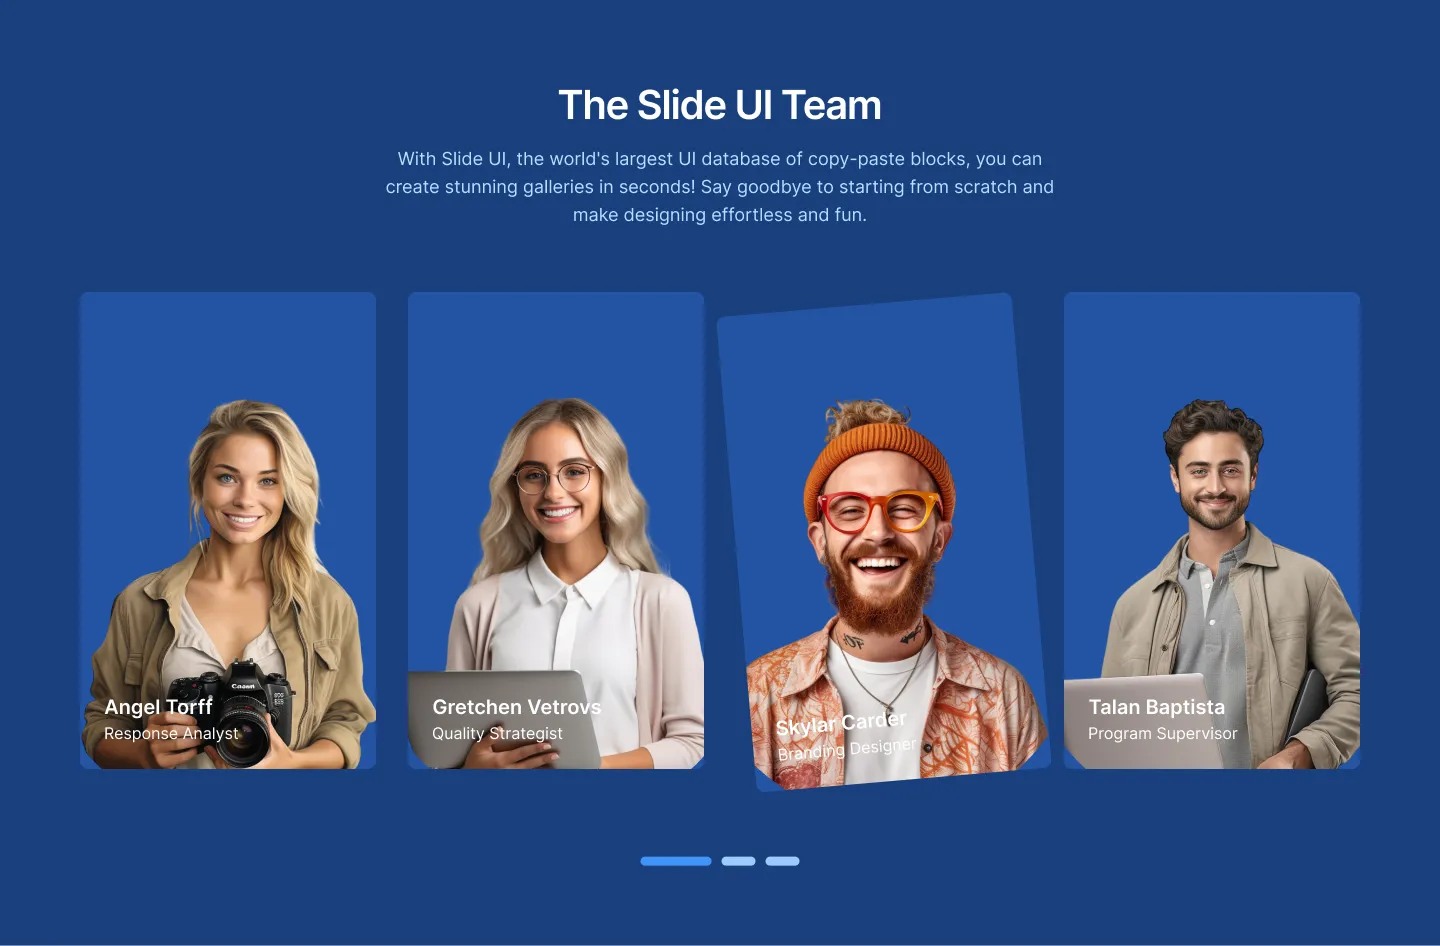 The Slide UI Team
With Slide UI, the world's largest UI database of copy-paste blocks, you can
create stunning galleries in seconds! Say goodbye to starting from scratch and
make designing effortless and fun.
Canon
Angel Torff
Response Analyst
Gretchen Vetrovs
Quality Strategist
Skylar Carder
Branding Designer
Talan Baptista
Program Supervisor